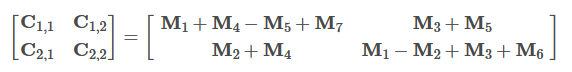 [C₁,₁ C₁,₂] = [M₁ + M₄ − M₅ + M₇ M₃ + M₅]
[C₂,₁ C₂,₂] [M₂ + M₄ M₁ − M₂ + M₃ + M₆]